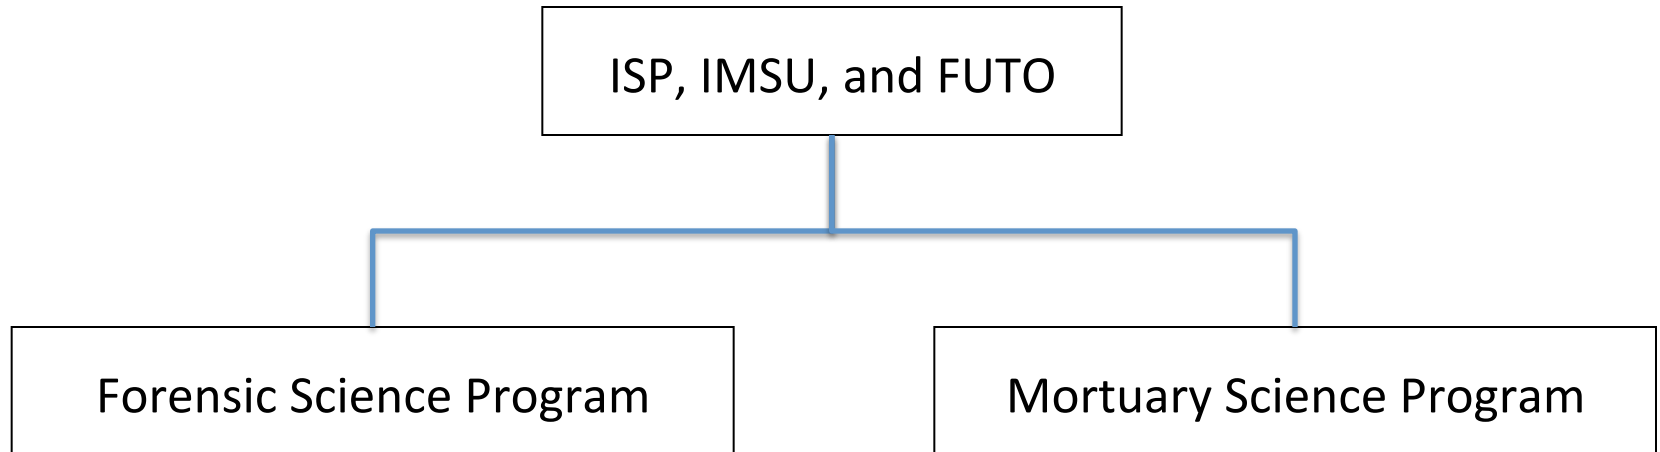 ISP, IMSU, and FUTO
Forensic Science Program
Mortuary Science Program